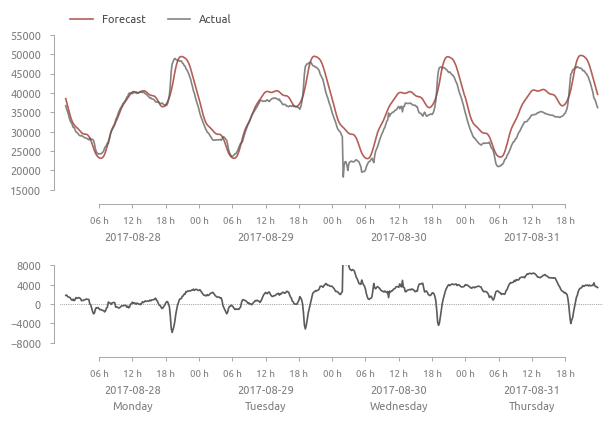 Forecast Actual
55000
50000
45000
40000
35000
30000
25000
20000
15000
06 h 12 h 18 h 00 h 06 h 12 h 18 h 00 h 06 h 12 h 18 h 00 h 06 h 12 h 18 h
2017-08-28 2017-08-29 2017-08-30 2017-08-31
8000
4000
0
−4000
−8000
06 h 12 h 18 h 00 h 06 h 12 h 18 h 00 h 06 h 12 h 18 h 00 h 06 h 12 h 18 h
2017-08-28 2017-08-29 2017-08-30 2017-08-31
Monday Tuesday Wednesday Thursday